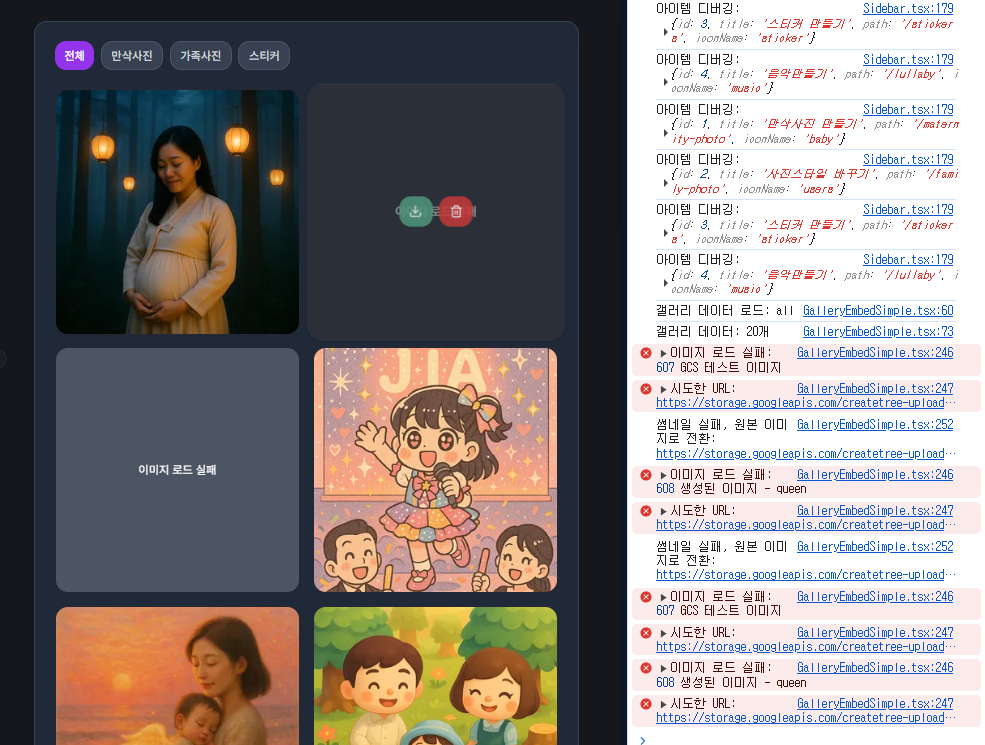 전체
만삭사진
가족사진
스티커
JIA
이미지 로드 실패
아이템 디버깅: Sidebar.tsx:179
{id: 3, title: '스티커 만들기', path: '/sticker
s', iconName: 'sticker'}
아이템 디버깅: Sidebar.tsx:179
{id: 4, title: '음악만들기', path: '/lullaby', i
conName: 'music'}
아이템 디버깅: Sidebar.tsx:179
{id: 1, title: '만삭사진 만들기', path: '/matern
ity-photo', iconName: 'baby'}
아이템 디버깅: Sidebar.tsx:179
{id: 2, title: '사진스타일 바꾸기', path: '/fami
ly-photo', iconName: 'users'}
아이템 디버깅: Sidebar.tsx:179
{id: 3, title: '스티커 만들기', path: '/sticker
s', iconName: 'sticker'}
아이템 디버깅: Sidebar.tsx:179
{id: 4, title: '음악만들기', path: '/lullaby', i
conName: 'music'}
갤러리 데이터 로드: all GalleryEmbedSimple.tsx:60
갤러리 데이터: 20개 GalleryEmbedSimple.tsx:73
이미지 로드 실패: GalleryEmbedSimple.tsx:246
607 GCS 테스트 이미지
시도한 URL: GalleryEmbedSimple.tsx:247
https://storage.googleapis.com/createtree-upload…
썸네일 실패, 원본 이미 GalleryEmbedSimple.tsx:252
지로 전환:
https://storage.googleapis.com/createtree-upload…
이미지 로드 실패: GalleryEmbedSimple.tsx:246
608 생성된 이미지 - queen
시도한 URL: GalleryEmbedSimple.tsx:247
https://storage.googleapis.com/createtree-upload…
썸네일 실패, 원본 이미 GalleryEmbedSimple.tsx:252
지로 전환:
https://storage.googleapis.com/createtree-upload…
이미지 로드 실패: GalleryEmbedSimple.tsx:246
607 GCS 테스트 이미지
시도한 URL: GalleryEmbedSimple.tsx:247
https://storage.googleapis.com/createtree-upload…
이미지 로드 실패: GalleryEmbedSimple.tsx:246
608 생성된 이미지 - queen
시도한 URL: GalleryEmbedSimple.tsx:247
https://storage.googleapis.com/createtree-upload…